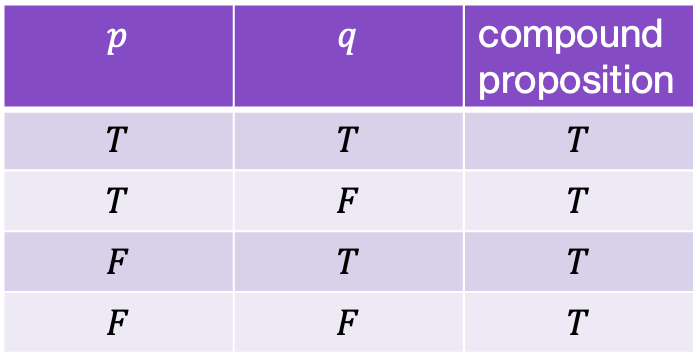 p q compound
proposition
T T T
T F T
F T T
F F T